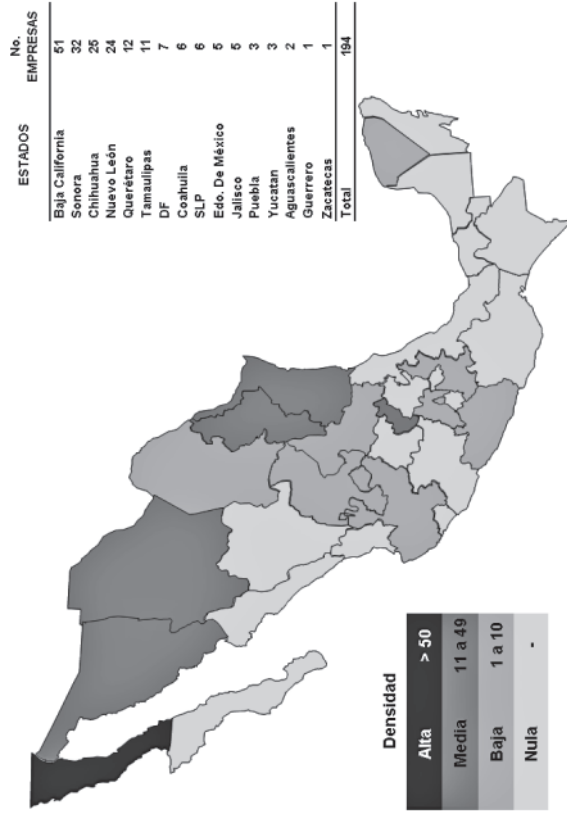 ESTADOS No. EMPRESAS
Baja California 51
Sonora 32
Chihuahua 25
Nuevo León 24
Querétaro 12
Tamaulipas 11
DF 7
Coahuila 6
SLP 6
Edo. De México 5
Jalisco 5
Puebla 3
Yucatan 3
Aguascalientes 2
Guerrero 1
Zacatecas 1
Total 194
Densidad
Alta > 50
Media 11 a 49
Baja 1 a 10
Nula -